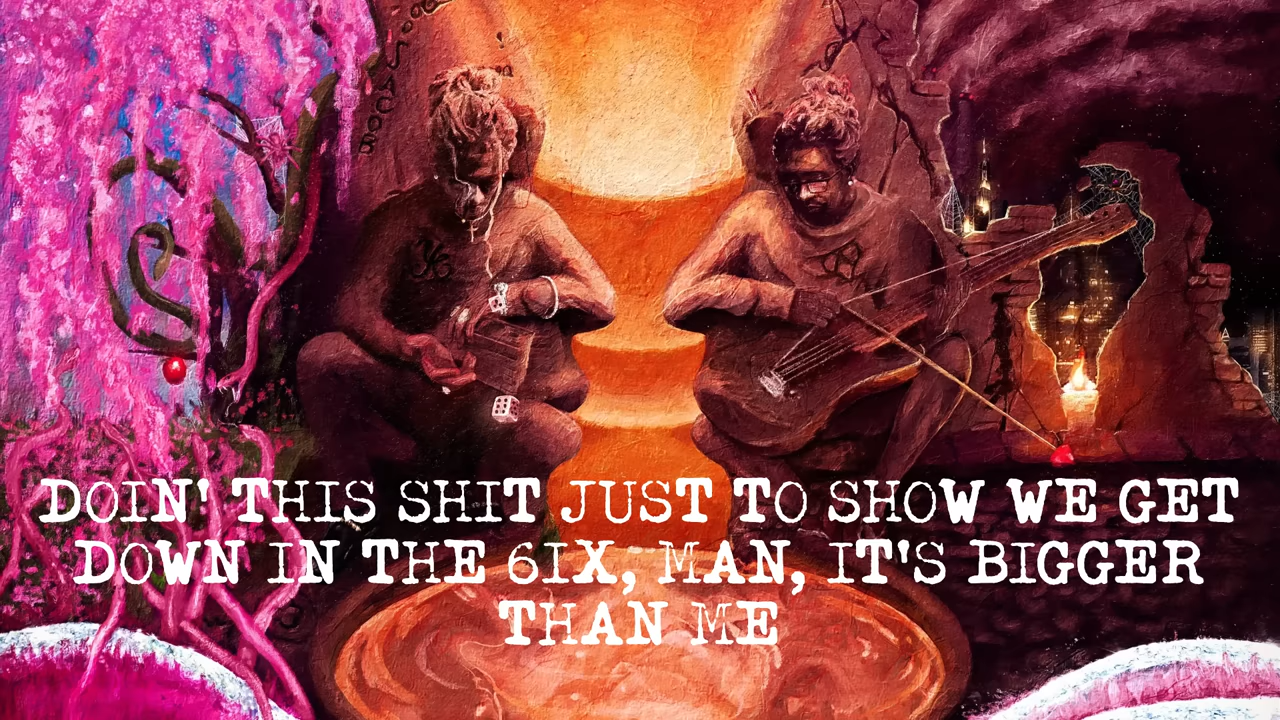 DOIN' THIS SHIT JUST TO SHOW WE GET
DOWN IN THE 6IX, MAN, IT'S BIGGER
THAN ME